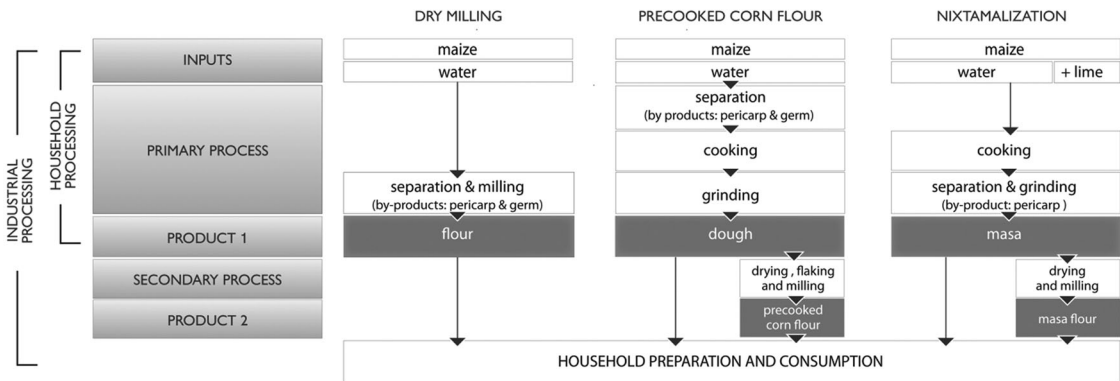 DRY MILLING
PRECOOKED CORN FLOUR
NIXTAMALIZATION
INDUSTRIAL
PROCESSING
HOUSEHOLD
PROCESSING
INPUTS
maize
maize
maize
water
water
water
+ lime
PRIMARY PROCESS
separation
(by products: pericarp & germ)
cooking
cooking
separation & milling
(by-products: pericarp & germ)
grinding
separation & grinding
(by-product: pericarp )
PRODUCT 1
flour
dough
masa
SECONDARY PROCESS
drying , flaking
and milling
drying
and milling
PRODUCT 2
precooked
corn flour
masa flour
HOUSEHOLD PREPARATION AND CONSUMPTION